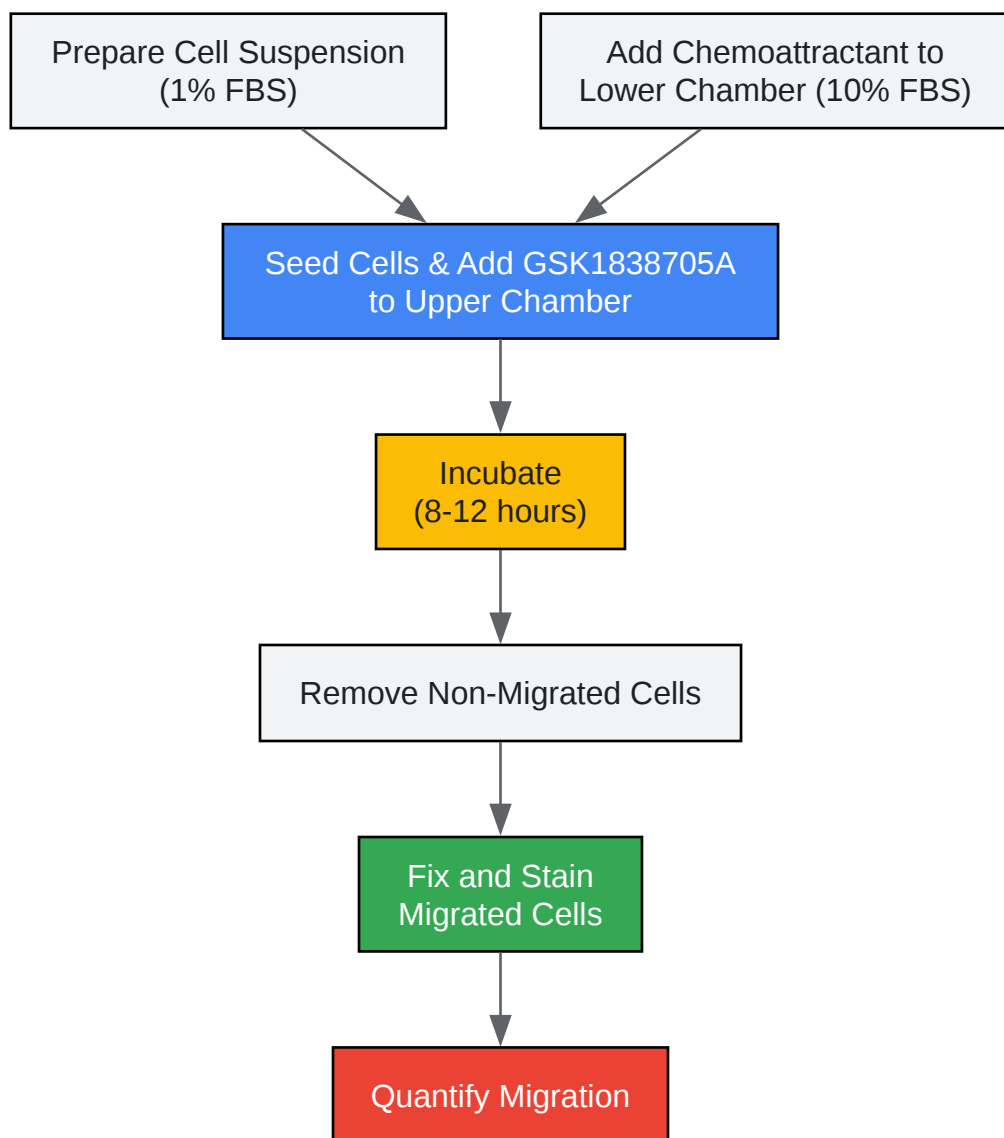 Prepare Cell Suspension
(1% FBS)
Add Chemoattractant to
Lower Chamber (10% FBS)
Seed Cells & Add GSK1838705A
to Upper Chamber
Incubate
(8-12 hours)
Remove Non-Migrated Cells
Fix and Stain
Migrated Cells
Quantify Migration